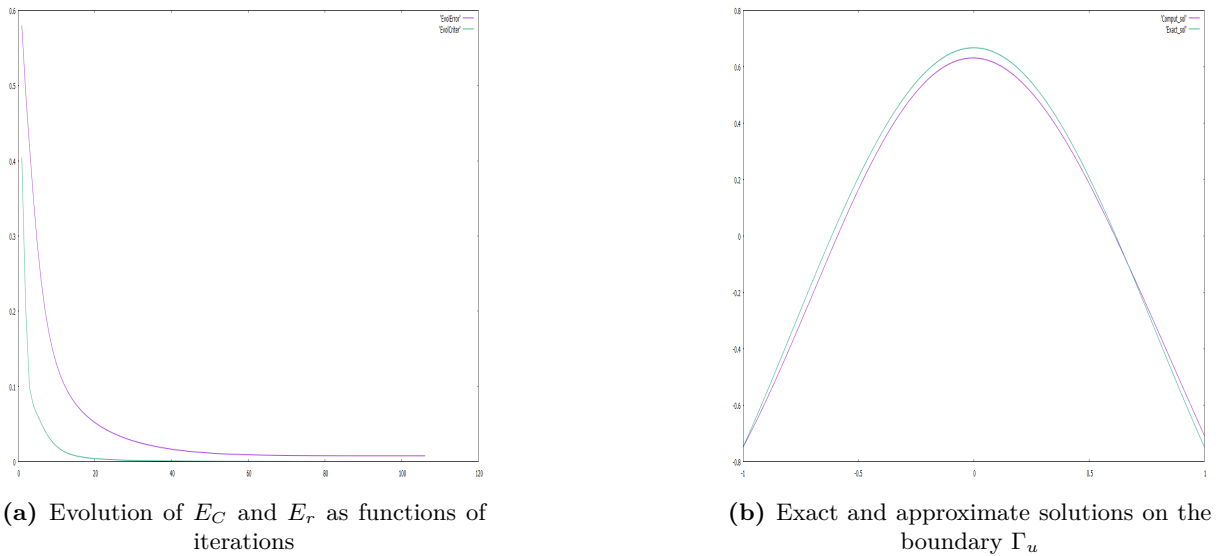 0.6
'EvolError'
'EvolCriter'
0.5
0.4
0.3
0.2
0.1
0
0 20 40 60 80 100 120
0.8
'Comput_sol'
'Exact_sol'
0.6
0.4
0.2
0
-0.2
-0.4
-0.6
-0.8
-1 -0.5 0 0.5 1
(a) Evolution of E_C and E_r as functions of
iterations
(b) Exact and approximate solutions on the
boundary Γ_u